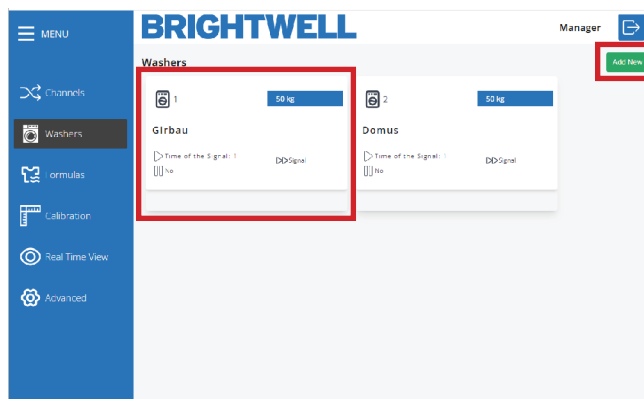 MENU
BRIGHTWELL
Manager
Washers
Add New
Channels
Washers
Formulas
Calibration
Real Time View
Advanced
1
50 kg
Girbau
Time of the Signal: 1
Signal
No
2
50 kg
Domus
Time of the Signal: 1
Signal
No